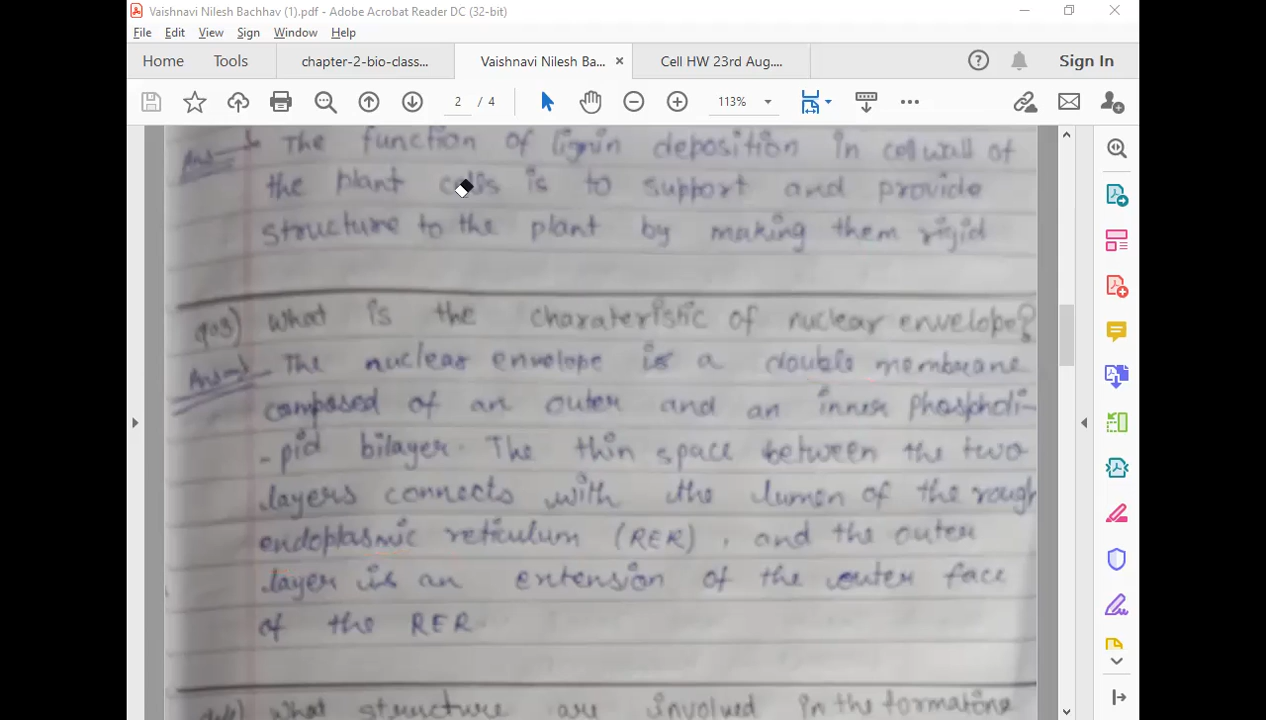 Vaishnavi Nilesh Bachhav (1).pdf - Adobe Acrobat Reader DC (32-bit)
File Edit View Sign Window Help
Home Tools chapter-2-bio-class... Vaishnavi Nilesh Ba... × Cell HW 23rd Aug.... Sign In
2 / 4 113%
Ans→ The function of lignin deposition in cell wall of
the plant cells is to support and provide
structure to the plant by making them rigid
Q03) What is the charateristic of nuclear envelope?
Ans→ The nuclear envelope is a double membrane
composed of an outer and an inner phospholi-
-pid bilayer. The thin space between the two
layers connects with the lumen of the rough
endoplasmic reticulum (RER), and the outer
layer is an extension of the outer face
of the RER.
What structure are involved in the formation